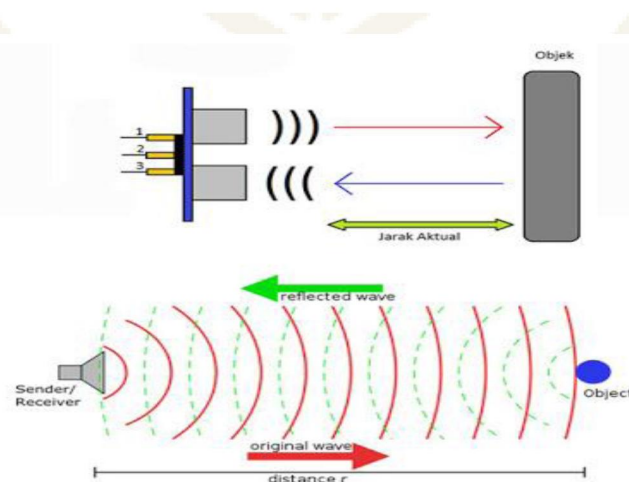 Objek
1
2
3
Jarak Aktual
reflected wave
Sender/
Receiver
Object
original wave
distance r